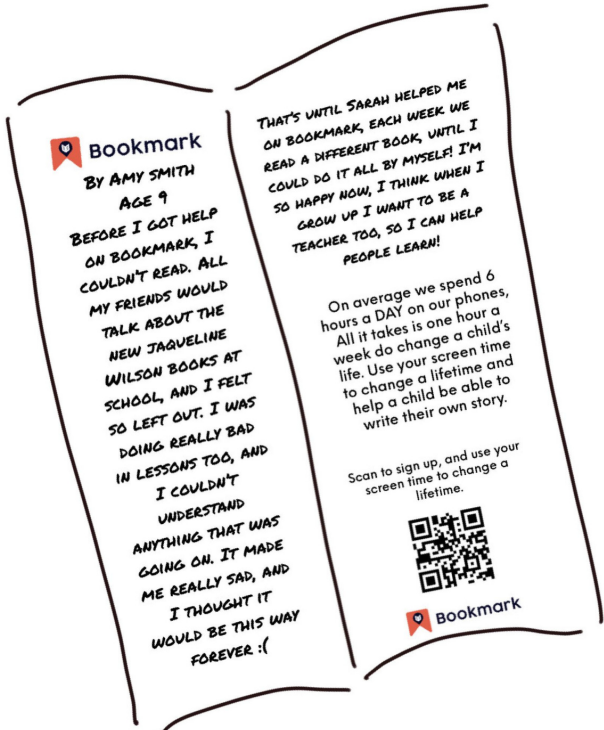 Bookmark
By Amy Smith
Age 9
Before I got help
on bookmark, I
couldn't read. All
my friends would
talk about the
new Jaqueline
Wilson books at
school, and I felt
so left out. I was
doing really bad
in lessons too, and
I couldn't
understand
anything that was
going on. It made
me really sad, and
I thought it
would be this way
forever :(
That's until Sarah helped me
on bookmark, each week we
read a different book, until I
could do it all by myself! I'm
so happy now, I think when I
grow up I want to be a
teacher too, so I can help
people learn!
On average we spend 6
hours a DAY on our phones,
All it takes is one hour a
week do change a child's
life. Use your screen time
to change a lifetime and
help a child be able to
write their own story.
Scan to sign up, and use your
screen time to change a
lifetime.
Bookmark